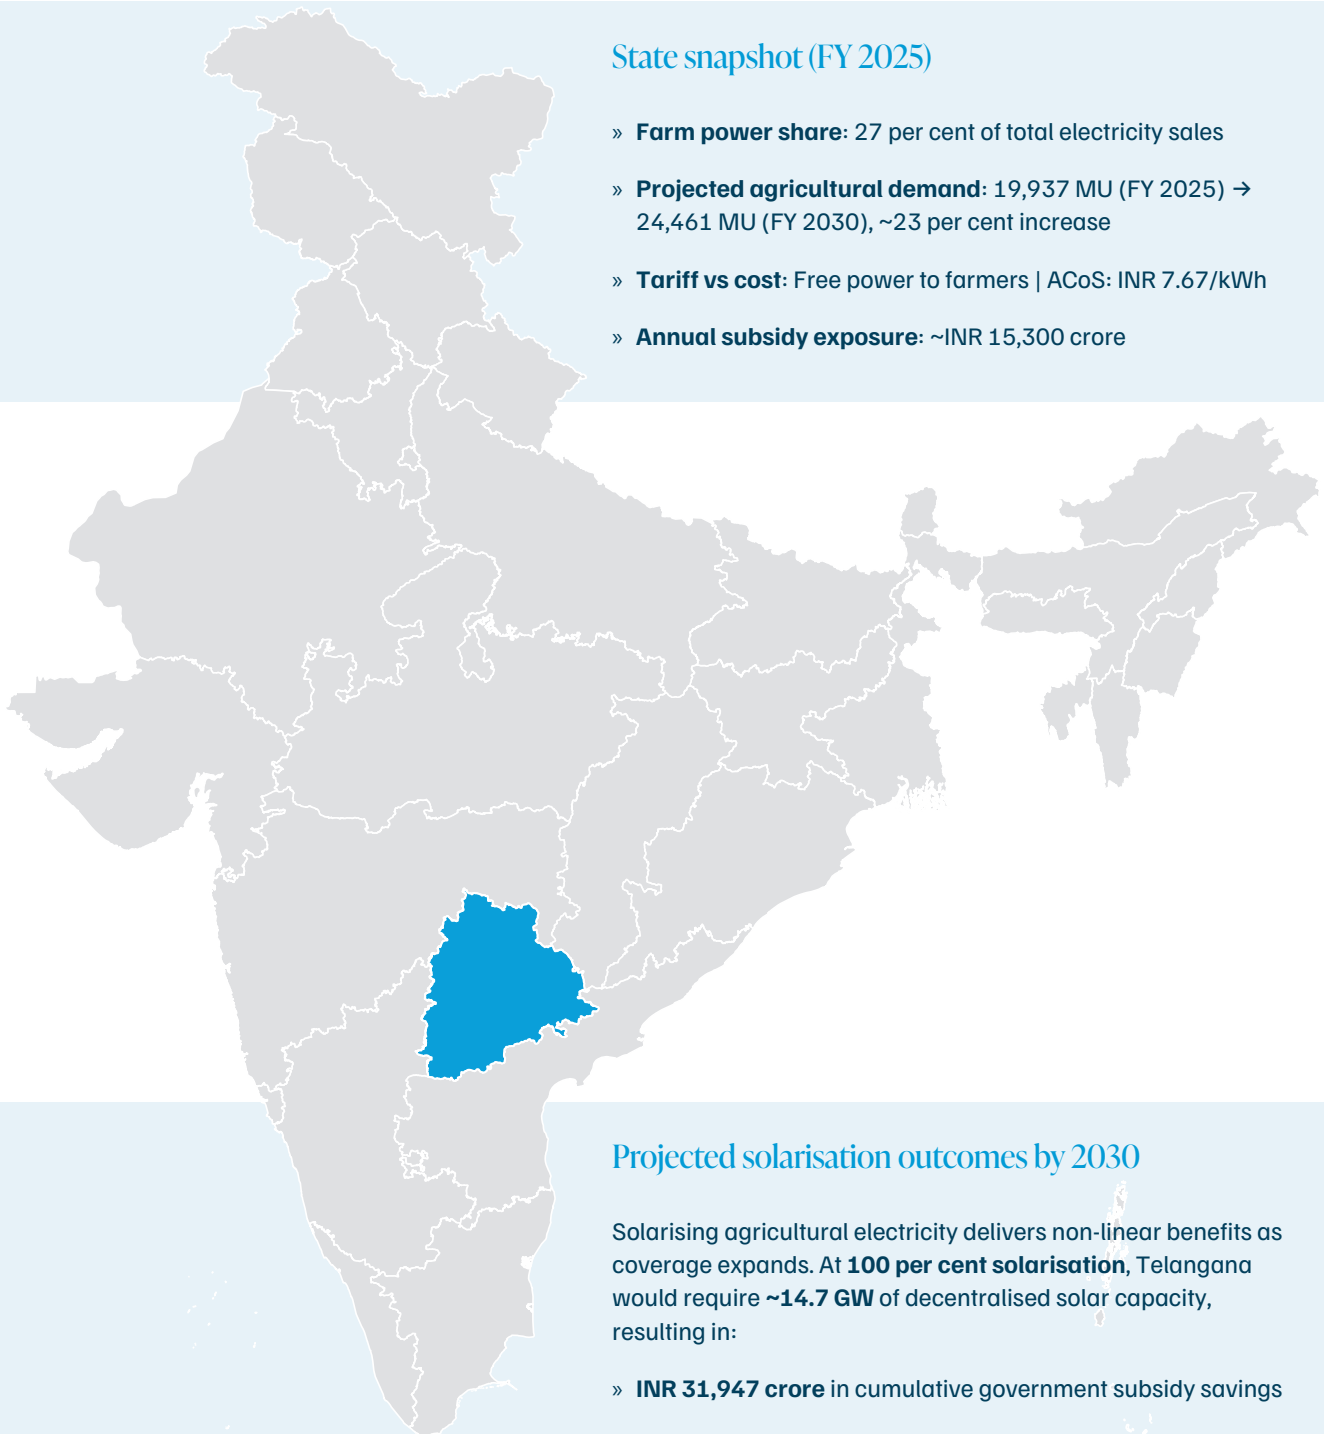 State snapshot (FY 2025)
» Farm power share: 27 per cent of total electricity sales
» Projected agricultural demand: 19,937 MU (FY 2025) →
24,461 MU (FY 2030), ~23 per cent increase
» Tariff vs cost: Free power to farmers | ACoS: INR 7.67/kWh
» Annual subsidy exposure: ~INR 15,300 crore
Projected solarisation outcomes by 2030
Solarising agricultural electricity delivers non-linear benefits as
coverage expands. At 100 per cent solarisation, Telangana
would require ~14.7 GW of decentralised solar capacity,
resulting in:
» INR 31,947 crore in cumulative government subsidy savings